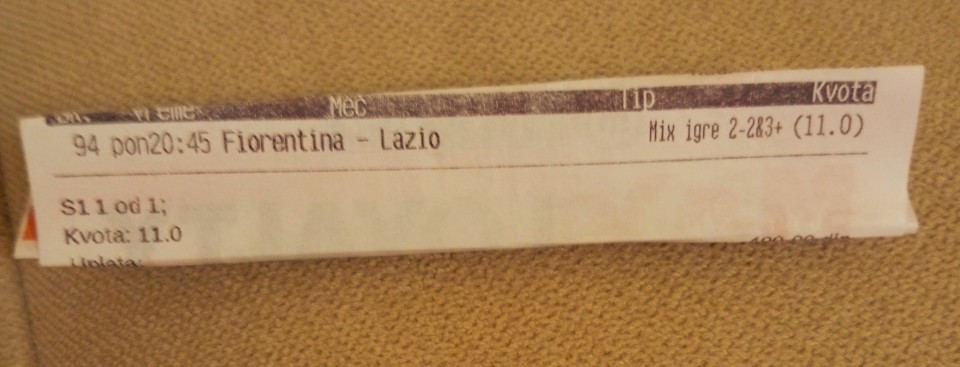 Meč Tip Kvota
94 pon20:45 Fiorentina - Lazio Mix igre 2-2&3+ (11.0)
S1 1 od 1;
Kvota: 11.0
Uplata: